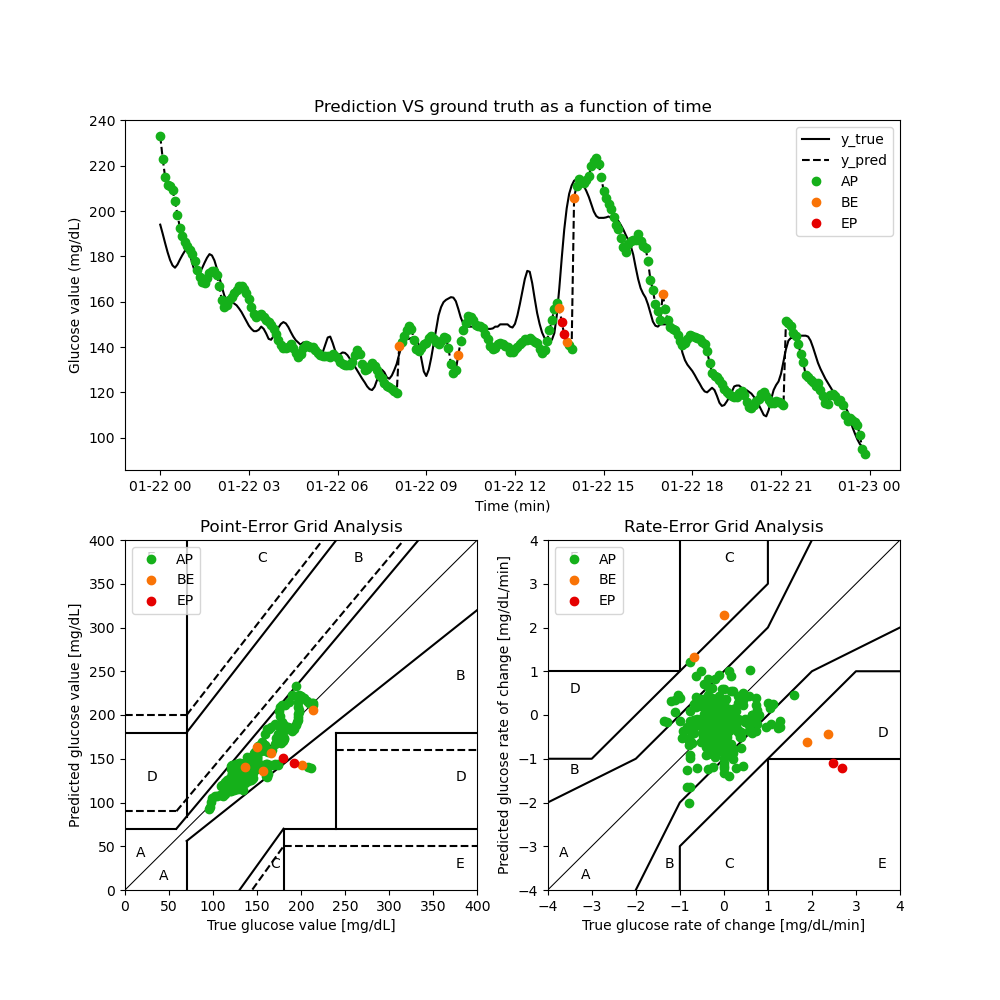 Prediction VS ground truth as a function of time
240
220
200
180
160
140
120
100
Glucose value (mg/dL)
y_true
y_pred
AP
BE
EP
01-22 00 01-22 03 01-22 06 01-22 09 01-22 12 01-22 15 01-22 18 01-22 21 01-23 00
Time (min)
Point-Error Grid Analysis
400
350
300
250
200
150
100
50
0
Predicted glucose value [mg/dL]
AP
BE
EP
C
B
B
D
D
A
A
C
E
0 50 100 150 200 250 300 350 400
True glucose value [mg/dL]
Rate-Error Grid Analysis
4
3
2
1
0
−1
−2
−3
−4
Predicted glucose rate of change [mg/dL/min]
AP
BE
EP
C
D
D
B
A
A
B
C
E
−4 −3 −2 −1 0 1 2 3 4
True glucose rate of change [mg/dL/min]